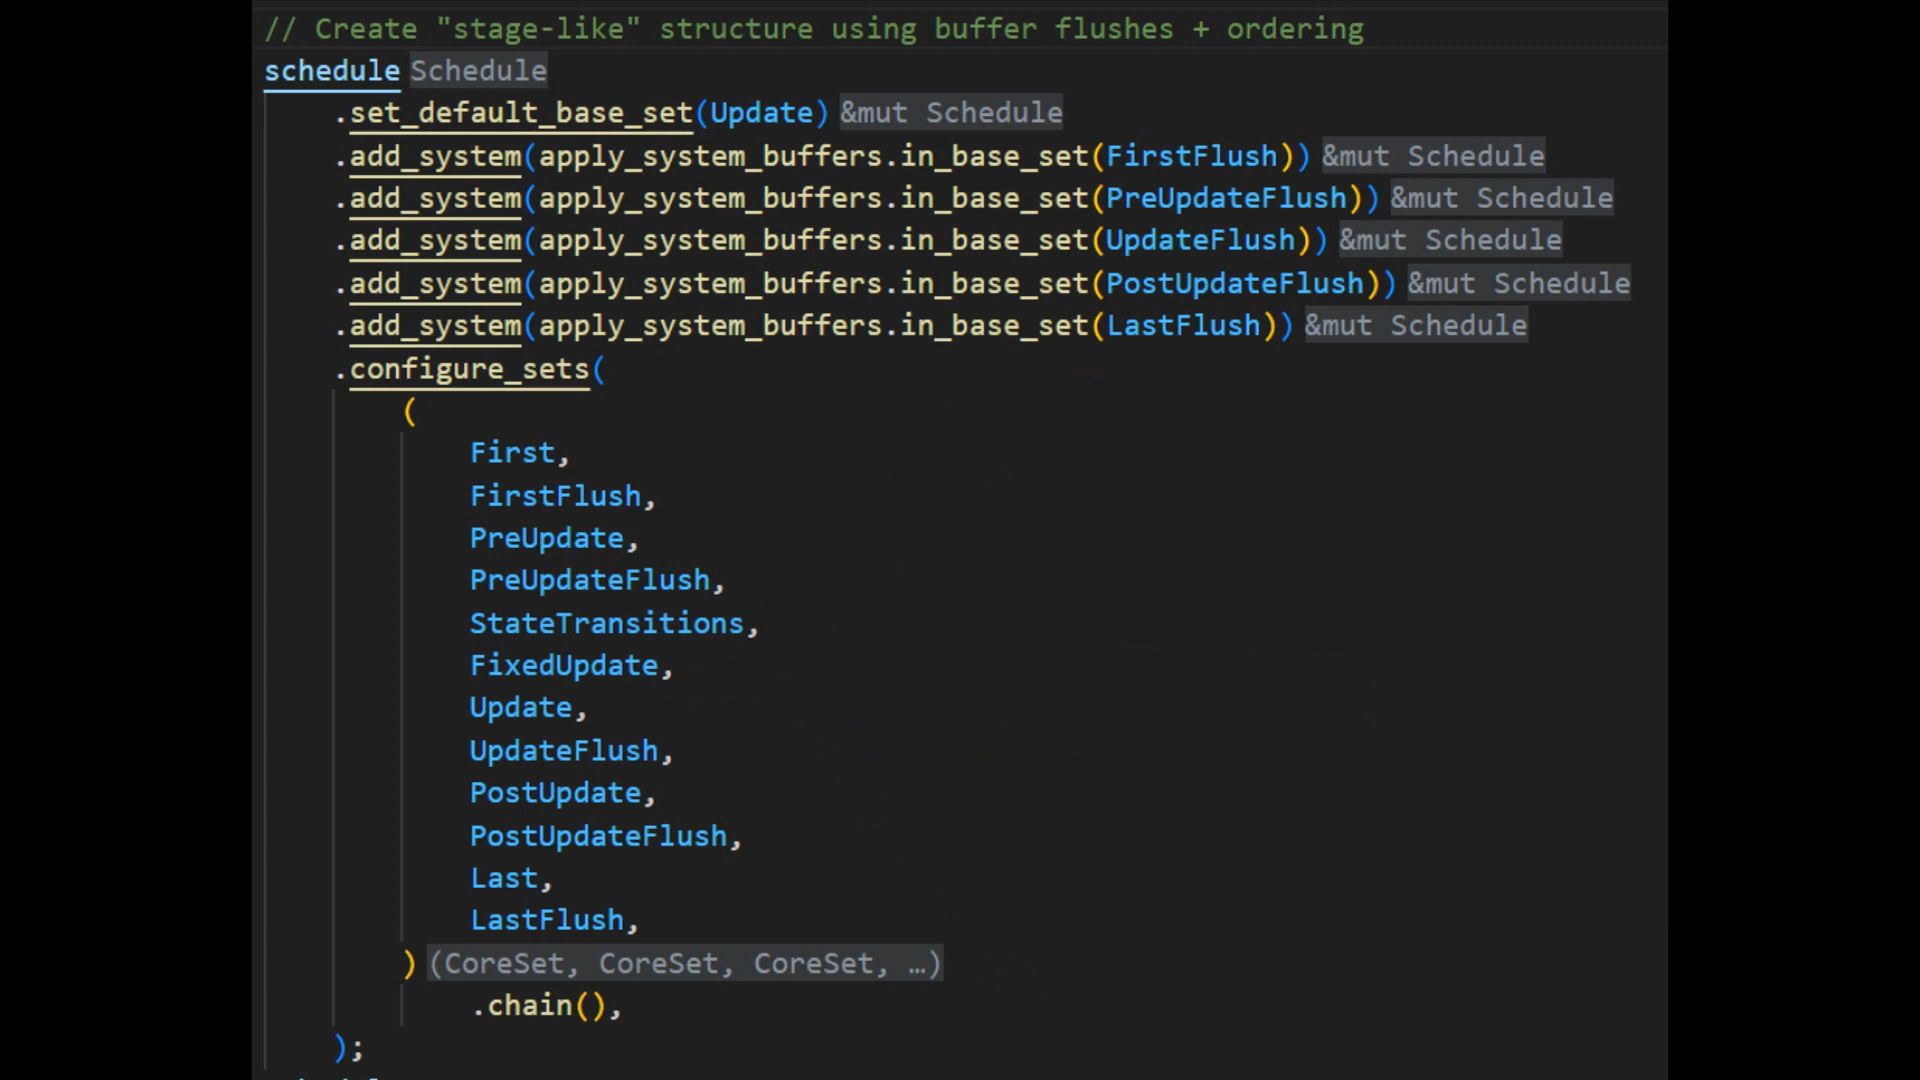 // Create "stage-like" structure using buffer flushes + ordering
schedule Schedule
.set_default_base_set(Update) &mut Schedule
.add_system(apply_system_buffers.in_base_set(FirstFlush)) &mut Schedule
.add_system(apply_system_buffers.in_base_set(PreUpdateFlush)) &mut Schedule
.add_system(apply_system_buffers.in_base_set(UpdateFlush)) &mut Schedule
.add_system(apply_system_buffers.in_base_set(PostUpdateFlush)) &mut Schedule
.add_system(apply_system_buffers.in_base_set(LastFlush)) &mut Schedule
.configure_sets(
(
First,
FirstFlush,
PreUpdate,
PreUpdateFlush,
StateTransitions,
FixedUpdate,
Update,
UpdateFlush,
PostUpdate,
PostUpdateFlush,
Last,
LastFlush,
) (CoreSet, CoreSet, CoreSet, …)
.chain(),
);